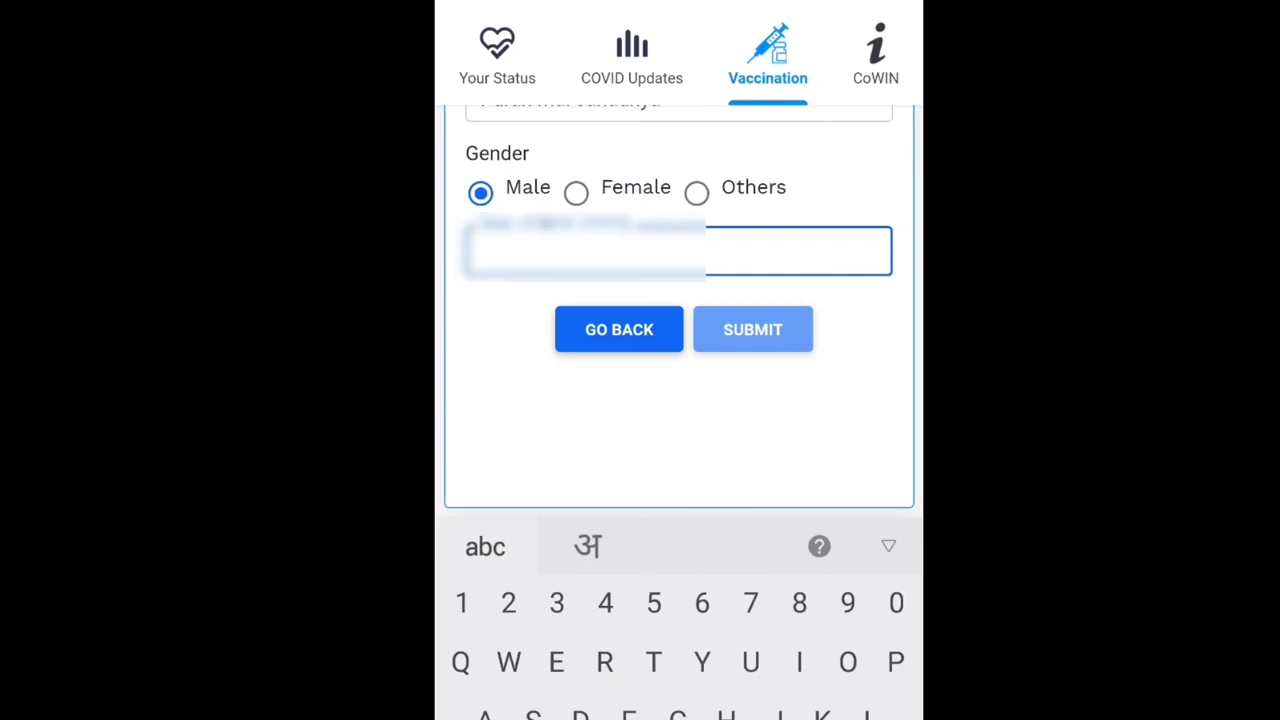 Your Status COVID Updates Vaccination CoWIN
Gender
Male Female Others
GO BACK SUBMIT
abc अ ?
1 2 3 4 5 6 7 8 9 0
Q W E R T Y U I O P
A S D F G H J K L